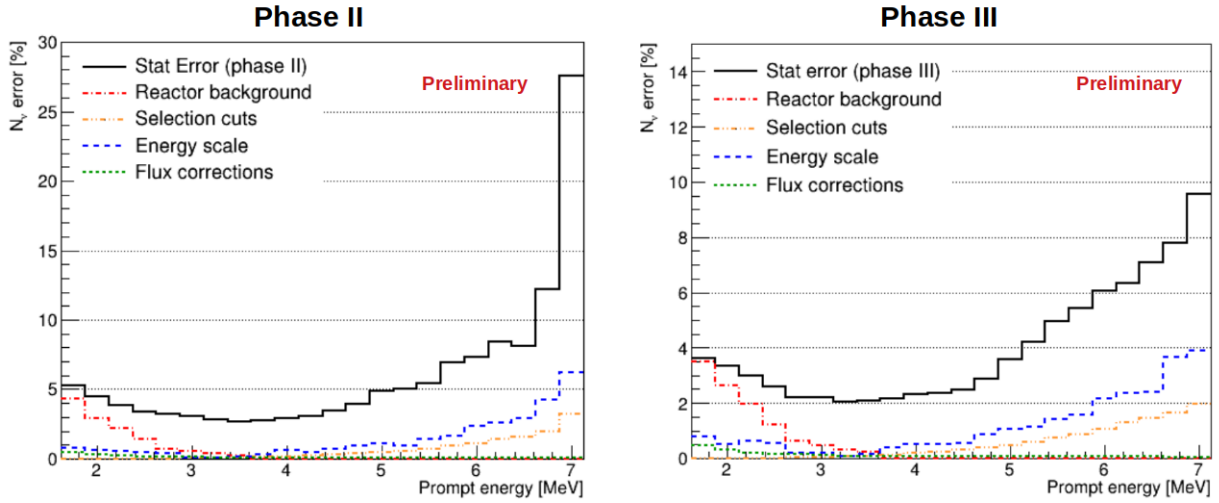 Phase II
Phase III
Nν error [%]
30
25
20
15
10
5
0
Stat Error (phase II)
Reactor background
Selection cuts
Energy scale
Flux corrections
Preliminary
2
3
4
5
6
7
Prompt energy [MeV]
Nν error [%]
14
12
10
8
6
4
2
0
Stat error (phase III)
Reactor background
Selection cuts
Energy scale
Flux corrections
Preliminary
2
3
4
5
6
7
Prompt energy [MeV]